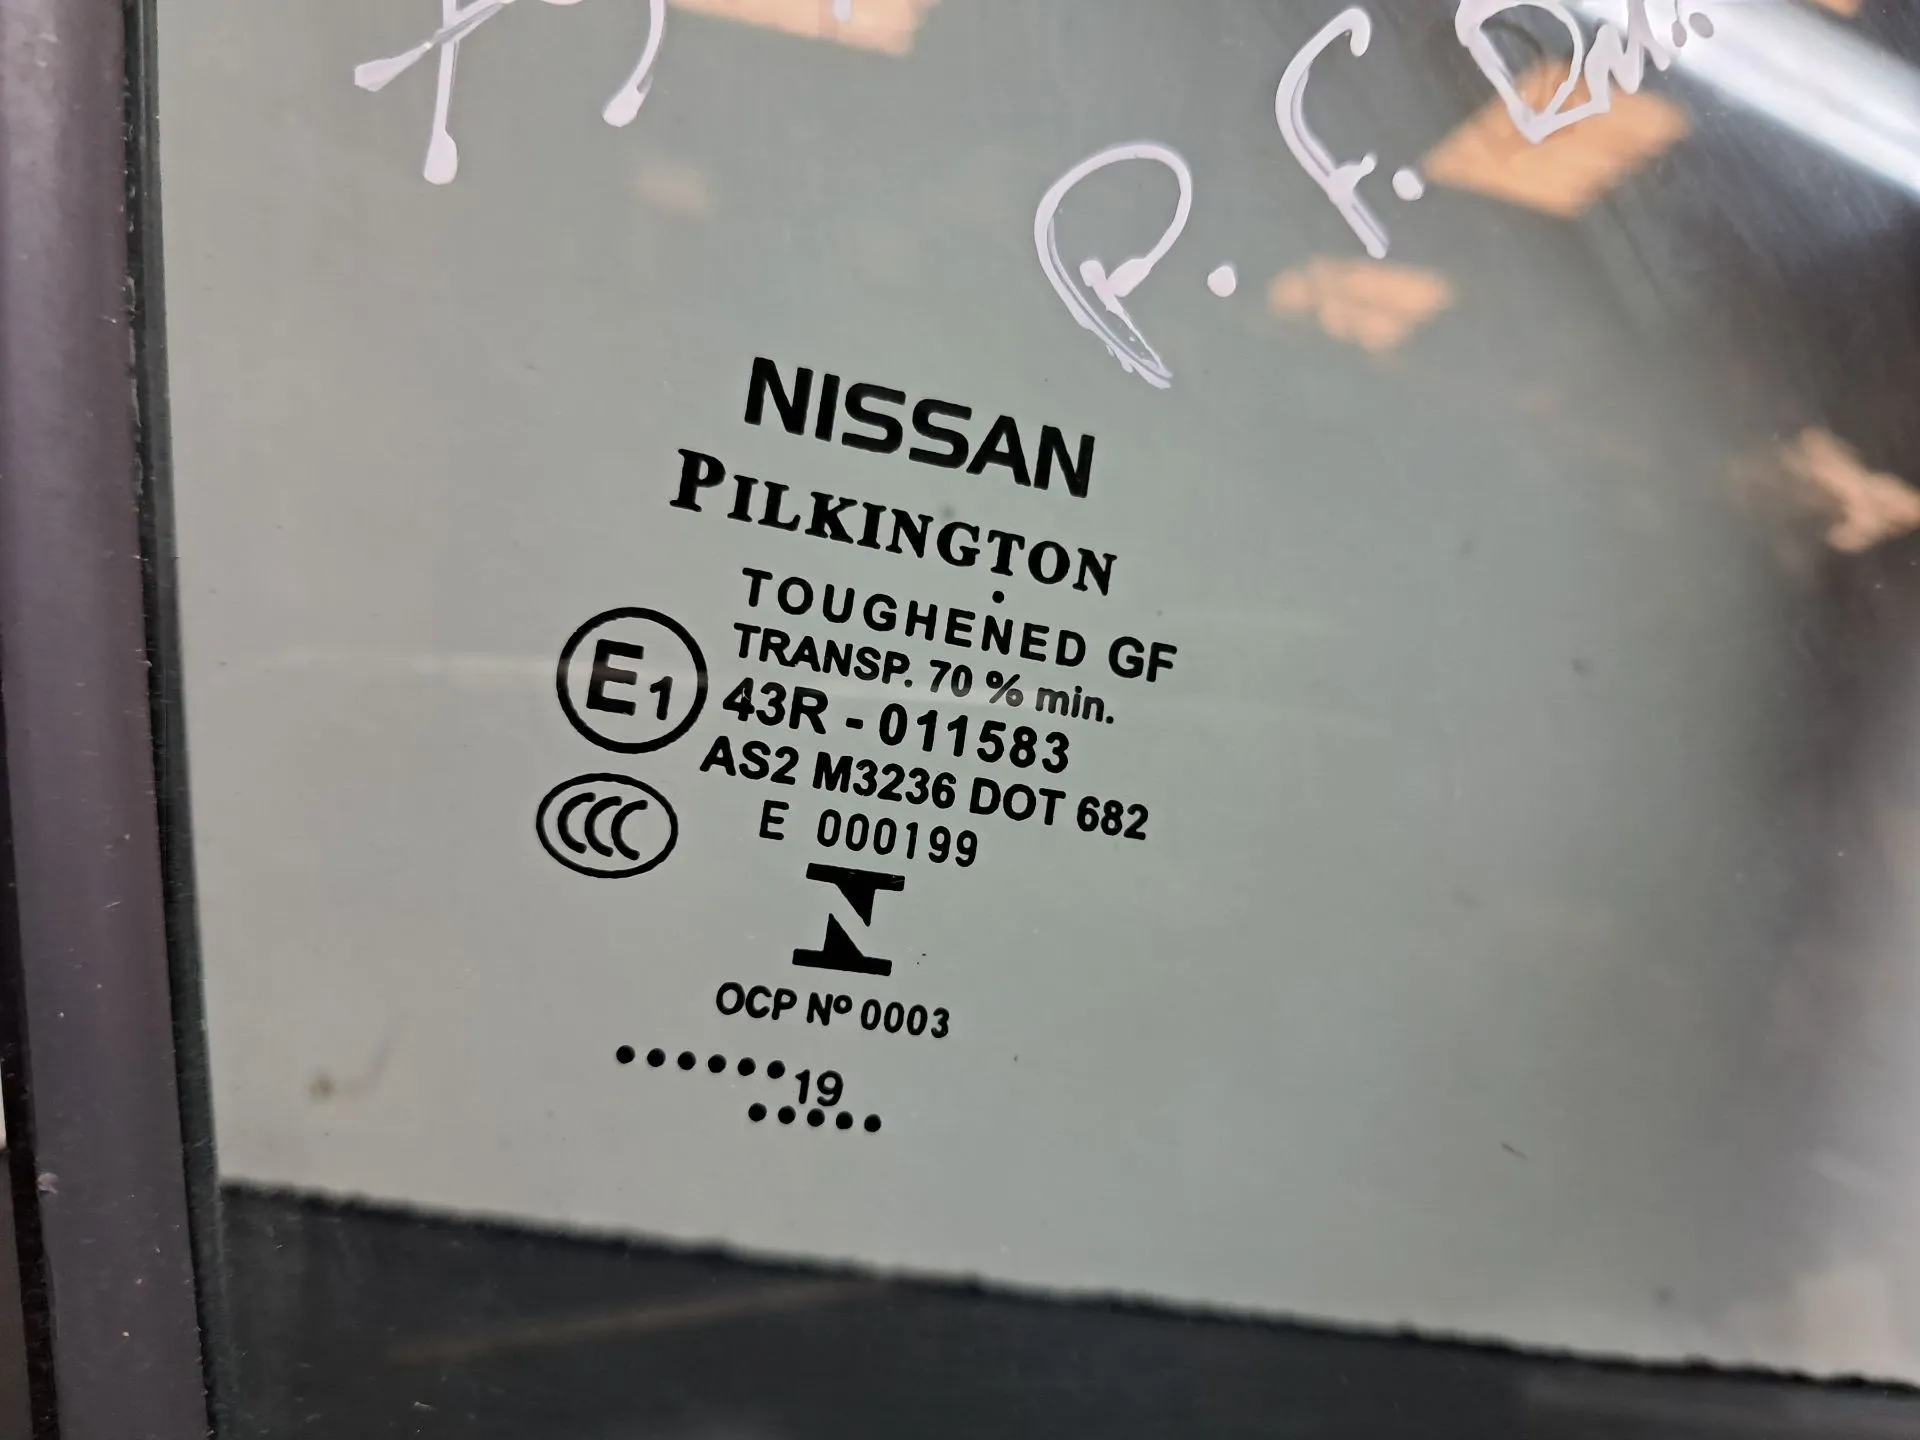 P. F. D
NISSAN
PILKINGTON
TOUGHENED GF
TRANSP. 70 % min.
E1 43R - 011583
AS2 M3236 DOT 682
CCC E 000199
OCP Nº 0003
19